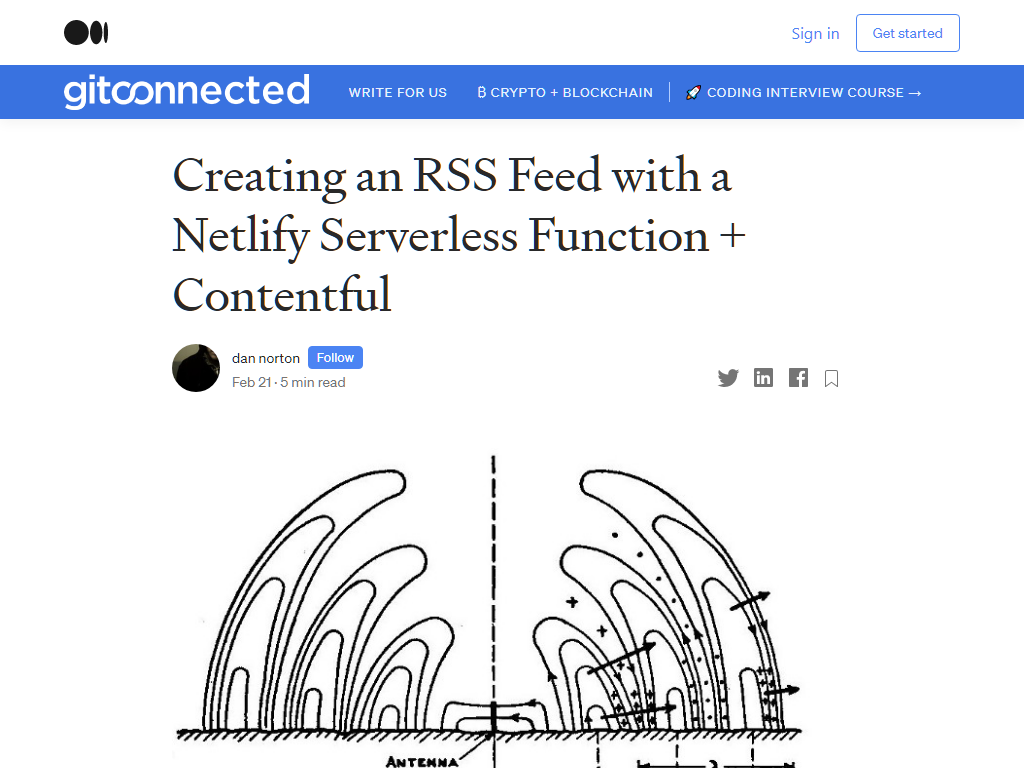 Sign in
Get started
gitconnected
WRITE FOR US
₿ CRYPTO + BLOCKCHAIN
🚀 CODING INTERVIEW COURSE →
Creating an RSS Feed with a
Netlify Serverless Function +
Contentful
dan norton
Follow
Feb 21 · 5 min read
ANTENNA